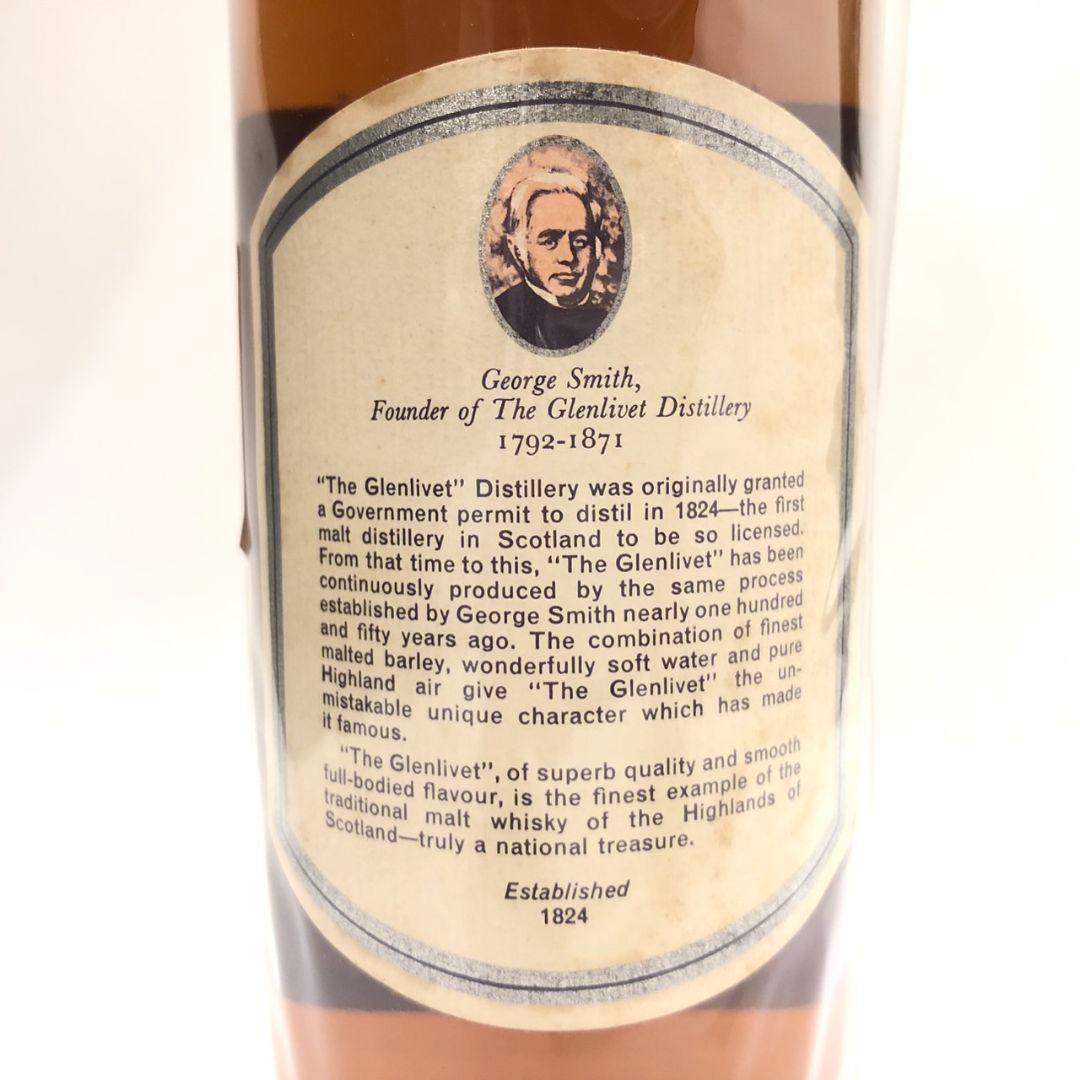 George Smith,
Founder of The Glenlivet Distillery
1792-1871
"The Glenlivet" Distillery was originally granted
a Government permit to distil in 1824—the first
malt distillery in Scotland to be so licensed.
From that time to this, "The Glenlivet" has been
continuously produced by the same process
established by George Smith nearly one hundred
and fifty years ago. The combination of finest
malted barley, wonderfully soft water and pure
Highland air give "The Glenlivet" the un-
mistakable unique character which has made
it famous.
"The Glenlivet", of superb quality and smooth
full-bodied flavour, is the finest example of the
traditional malt whisky of the Highlands of
Scotland—truly a national treasure.
Established
1824